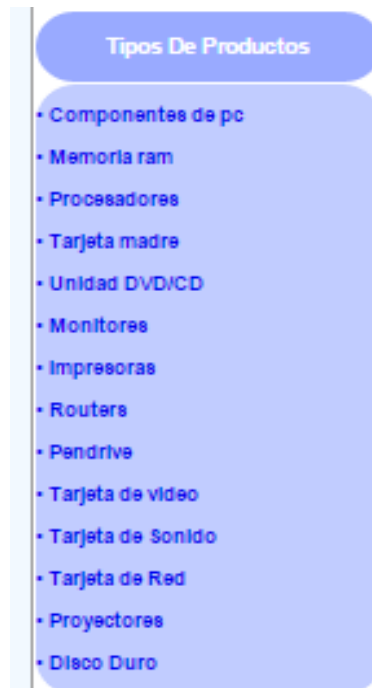 Tipos De Productos
• Componentes de pc
• Memoria ram
• Procesadores
• Tarjeta madre
• Unidad DVD/CD
• Monitores
• Impresoras
• Routers
• Pendrive
• Tarjeta de video
• Tarjeta de Sonido
• Tarjeta de Red
• Proyectores
• Disco Duro